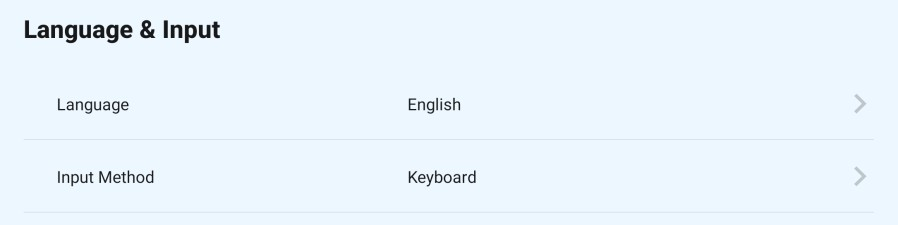 Language & Input
Language English
Input Method Keyboard